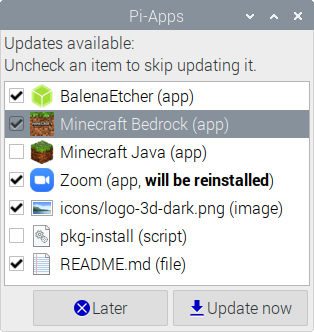 Pi-Apps
Updates available:
Uncheck an item to skip updating it.
BalenaEtcher (app)
Minecraft Bedrock (app)
Minecraft Java (app)
Zoom (app, will be reinstalled)
icons/logo-3d-dark.png (image)
pkg-install (script)
README.md (file)
Later
Update now